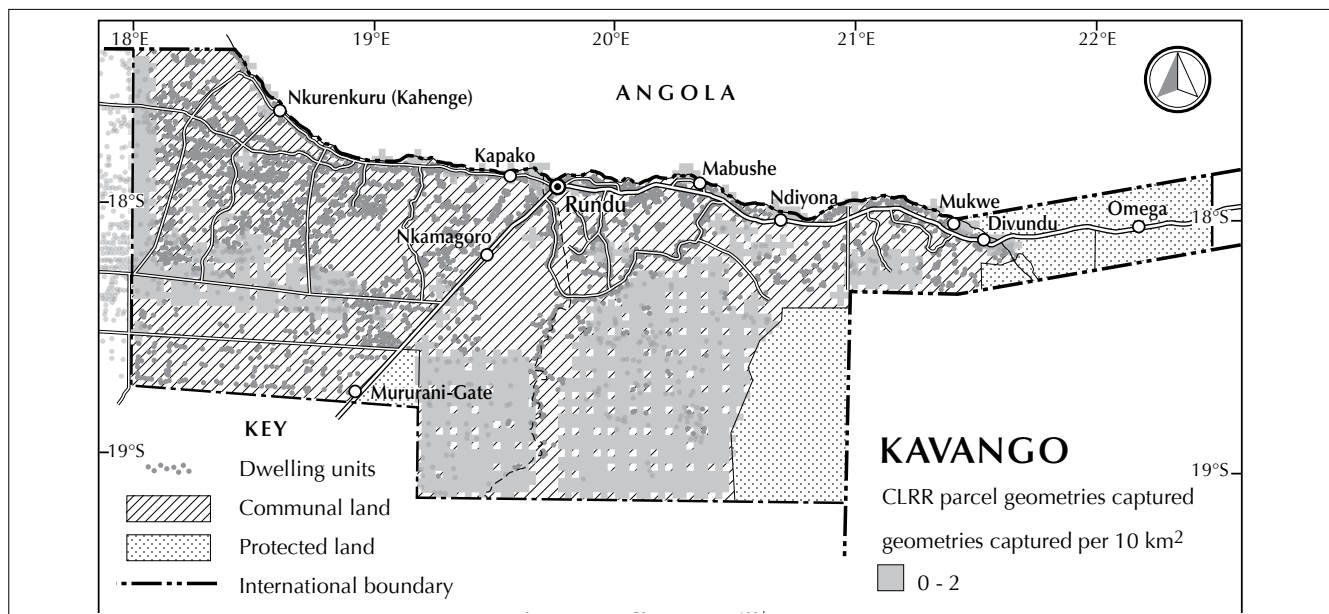 18°E
19°E
20°E
21°E
22°E
ANGOLA
Nkurenkuru (Kahenge)
Kapako
Mabushe
Rundu
Ndiyona
Mukwe
Omega
Divundu
18°S
18°S
Nkamagoro
Mururani-Gate
19°S
19°S
KEY
Dwelling units
Communal land
Protected land
International boundary
KAVANGO
CLRR parcel geometries captured
geometries captured per 10 km²
0 - 2